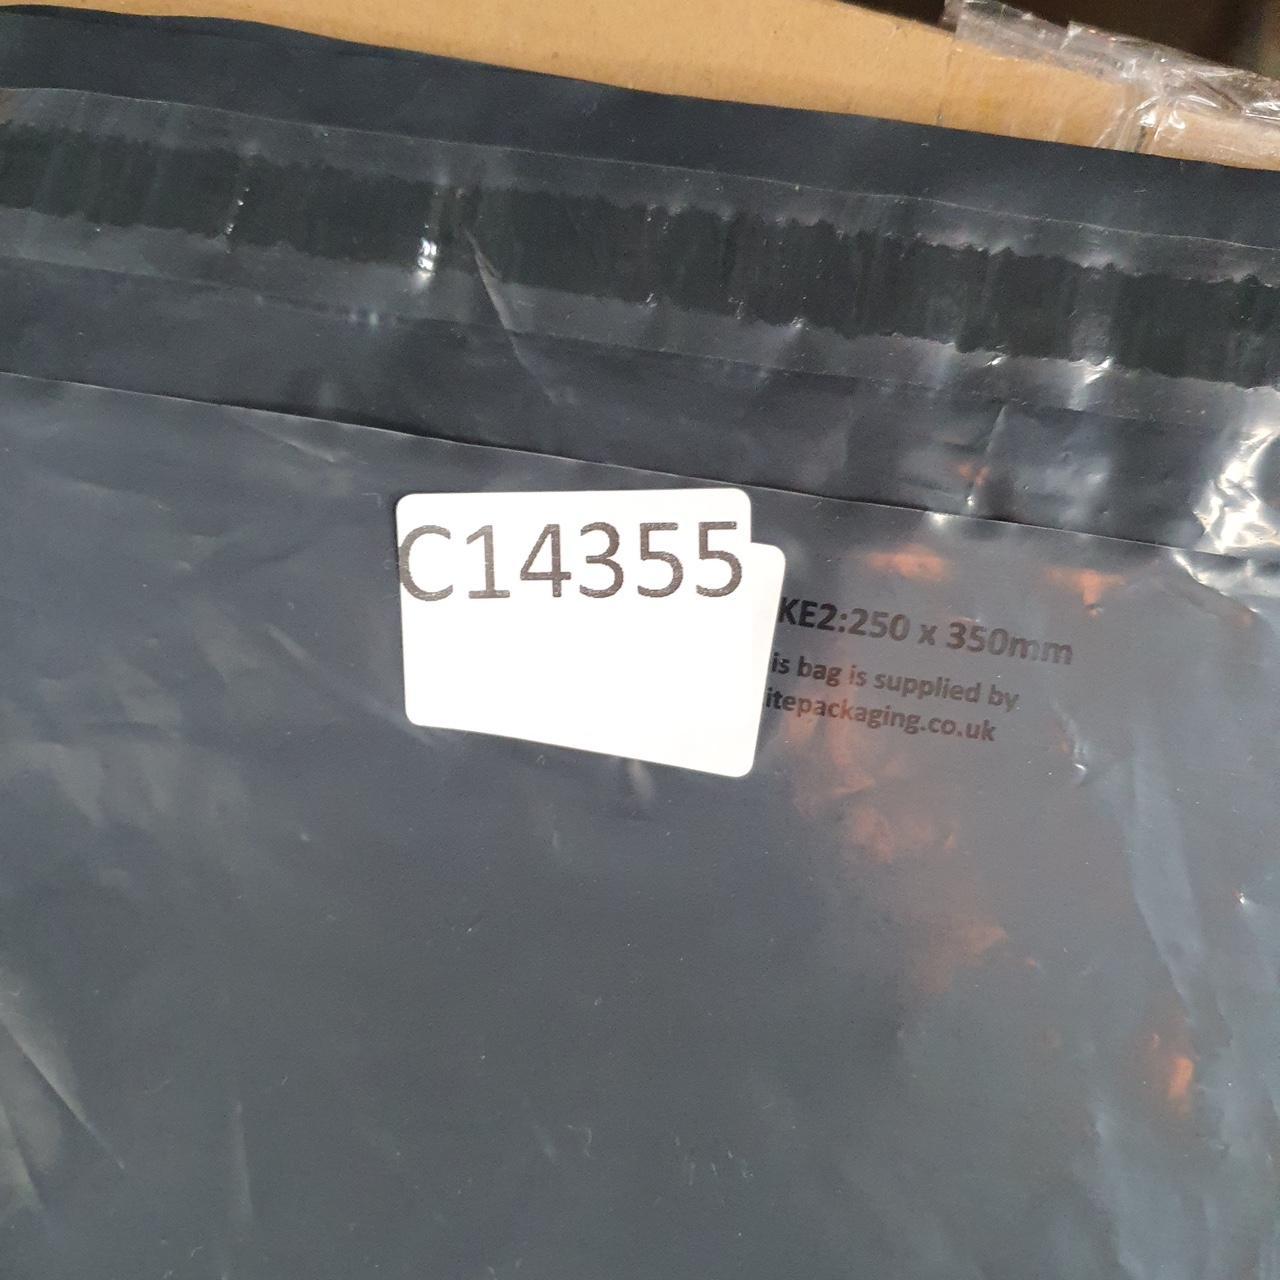 C14355
KE2:250 x 350mm
is bag is supplied by
itepackaging.co.uk